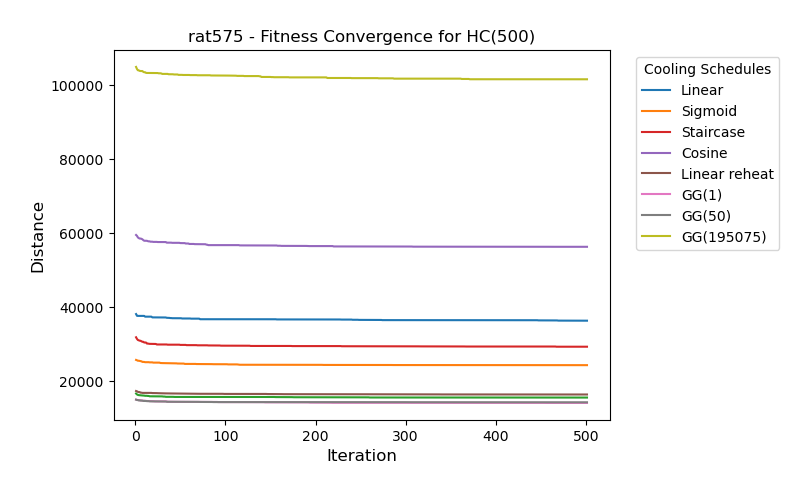 rat575 - Fitness Convergence for HC(500)
Distance
100000
80000
60000
40000
20000
0
100
200
300
400
500
Iteration
Cooling Schedules
Linear
Sigmoid
Staircase
Cosine
Linear reheat
GG(1)
GG(50)
GG(195075)